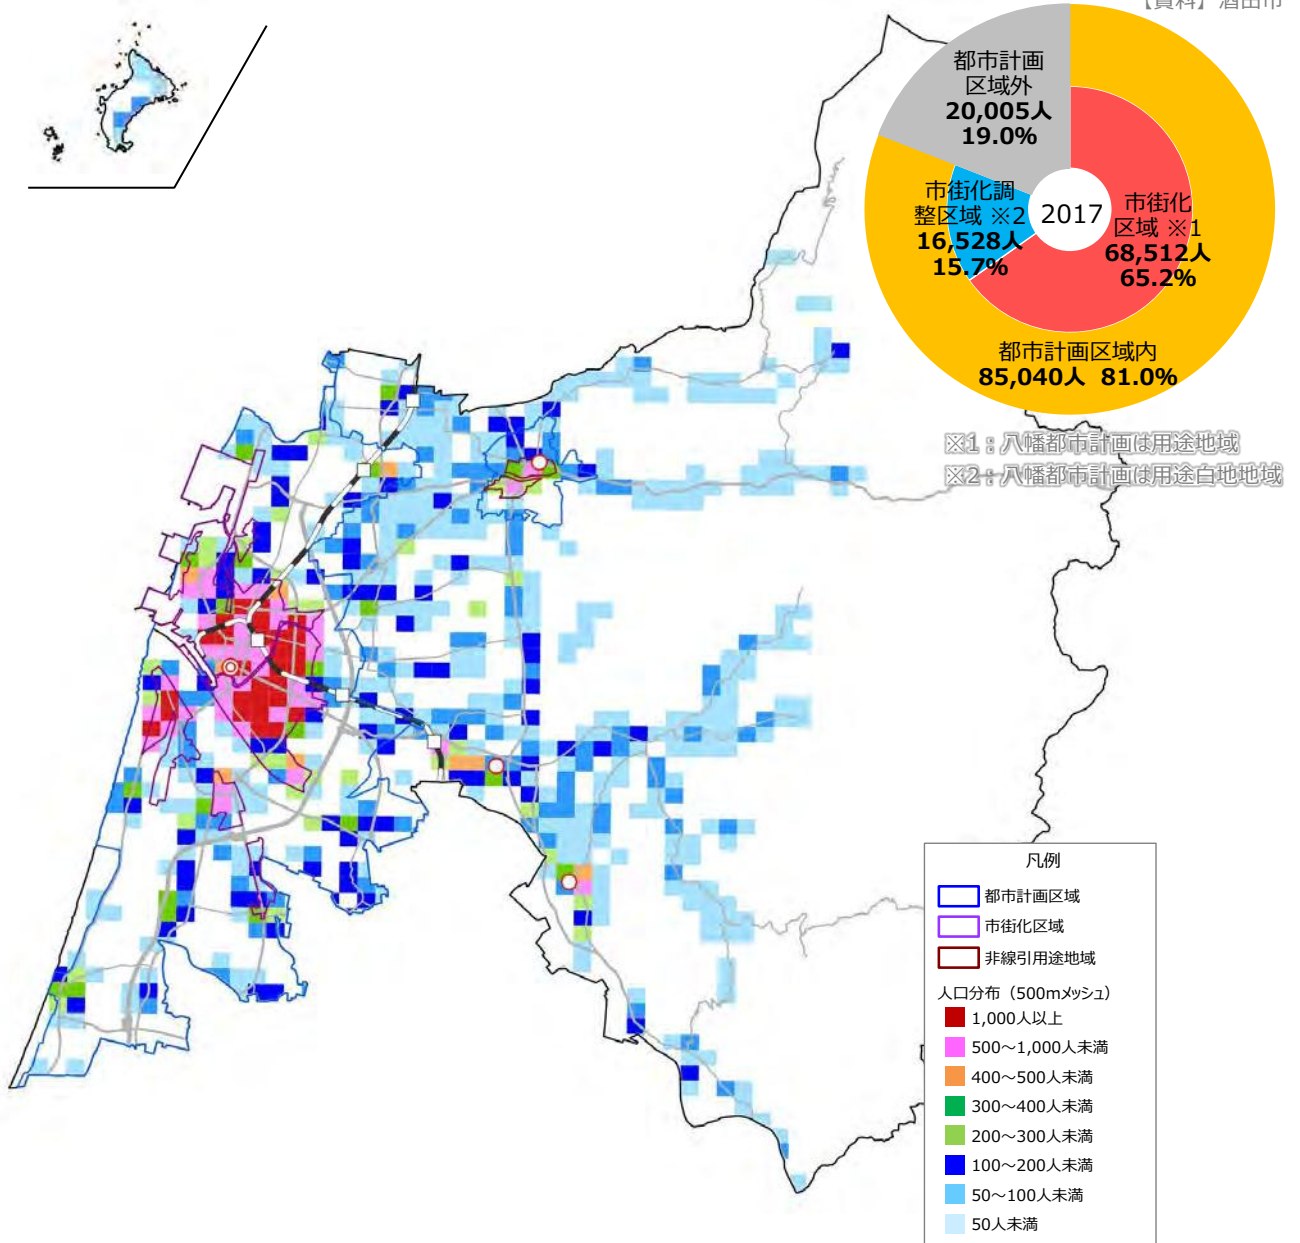 【資料】酒田市
都市計画
区域外
20,005人
19.0%
市街化調
整区域 ※2
16,528人
15.7%
2017
市街化
区域 ※1
68,512人
65.2%
都市計画区域内
85,040人 81.0%
※1：八幡都市計画は用途地域
※2：八幡都市計画は用途白地地域
凡例
都市計画区域
市街化区域
非線引用途地域
人口分布（500mメッシュ）
1,000人以上
500～1,000人未満
400～500人未満
300～400人未満
200～300人未満
100～200人未満
50～100人未満
50人未満